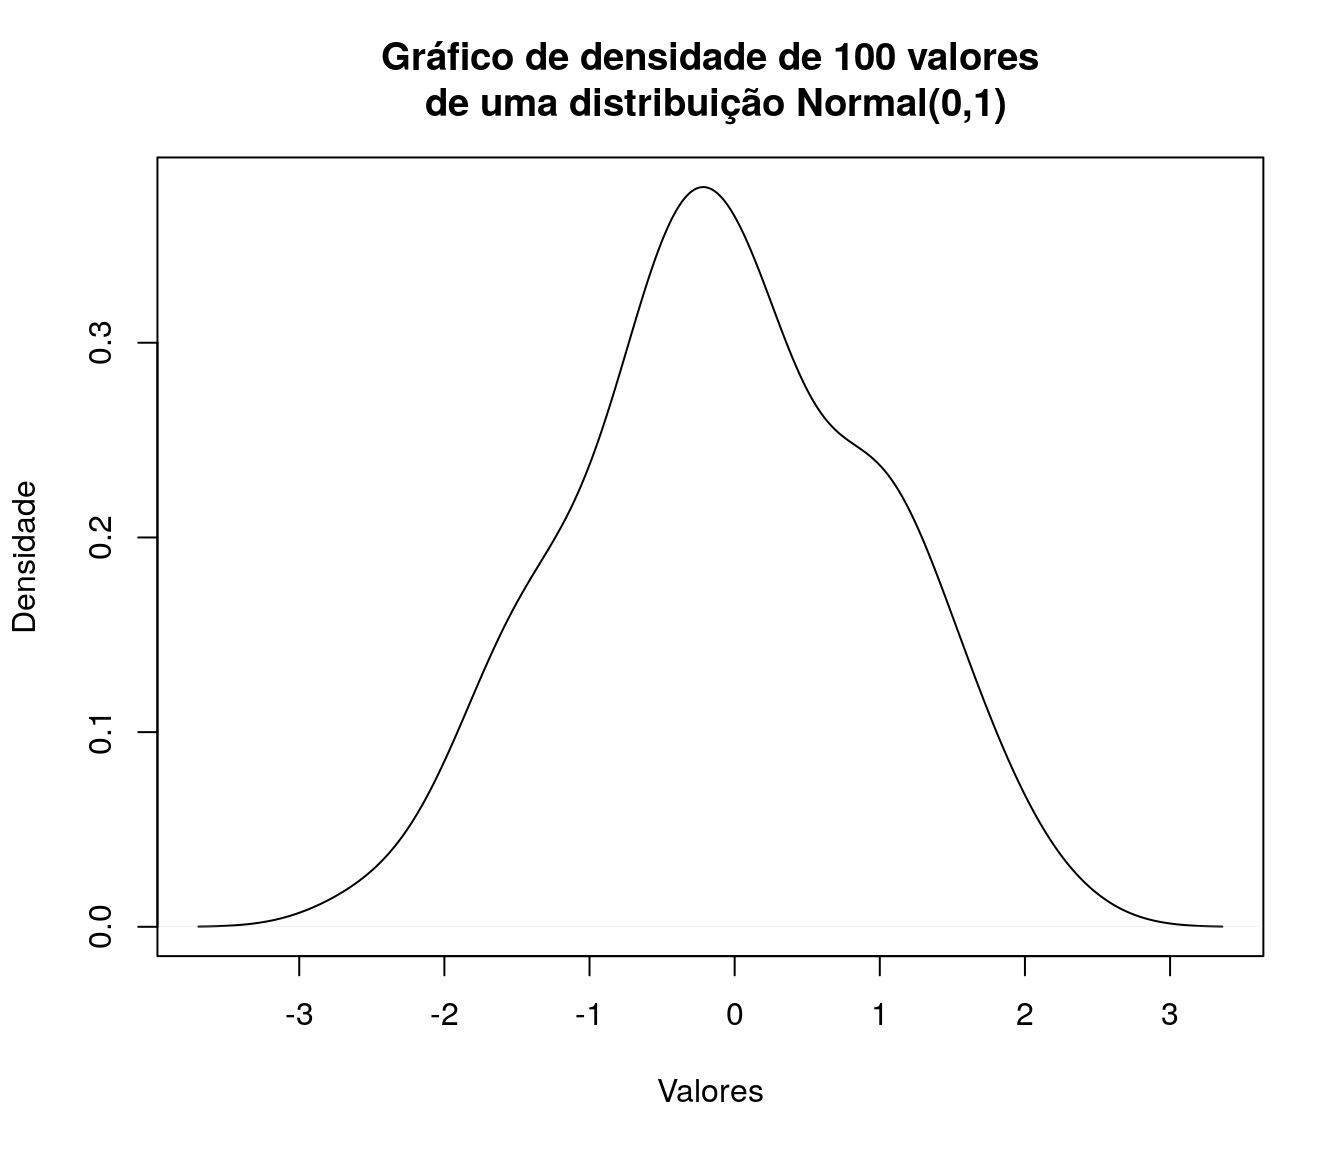 Gráfico de densidade de 100 valores
de uma distribuição Normal(0,1)
Densidade
0.3
0.2
0.1
0.0
-3 -2 -1 0 1 2 3
Valores